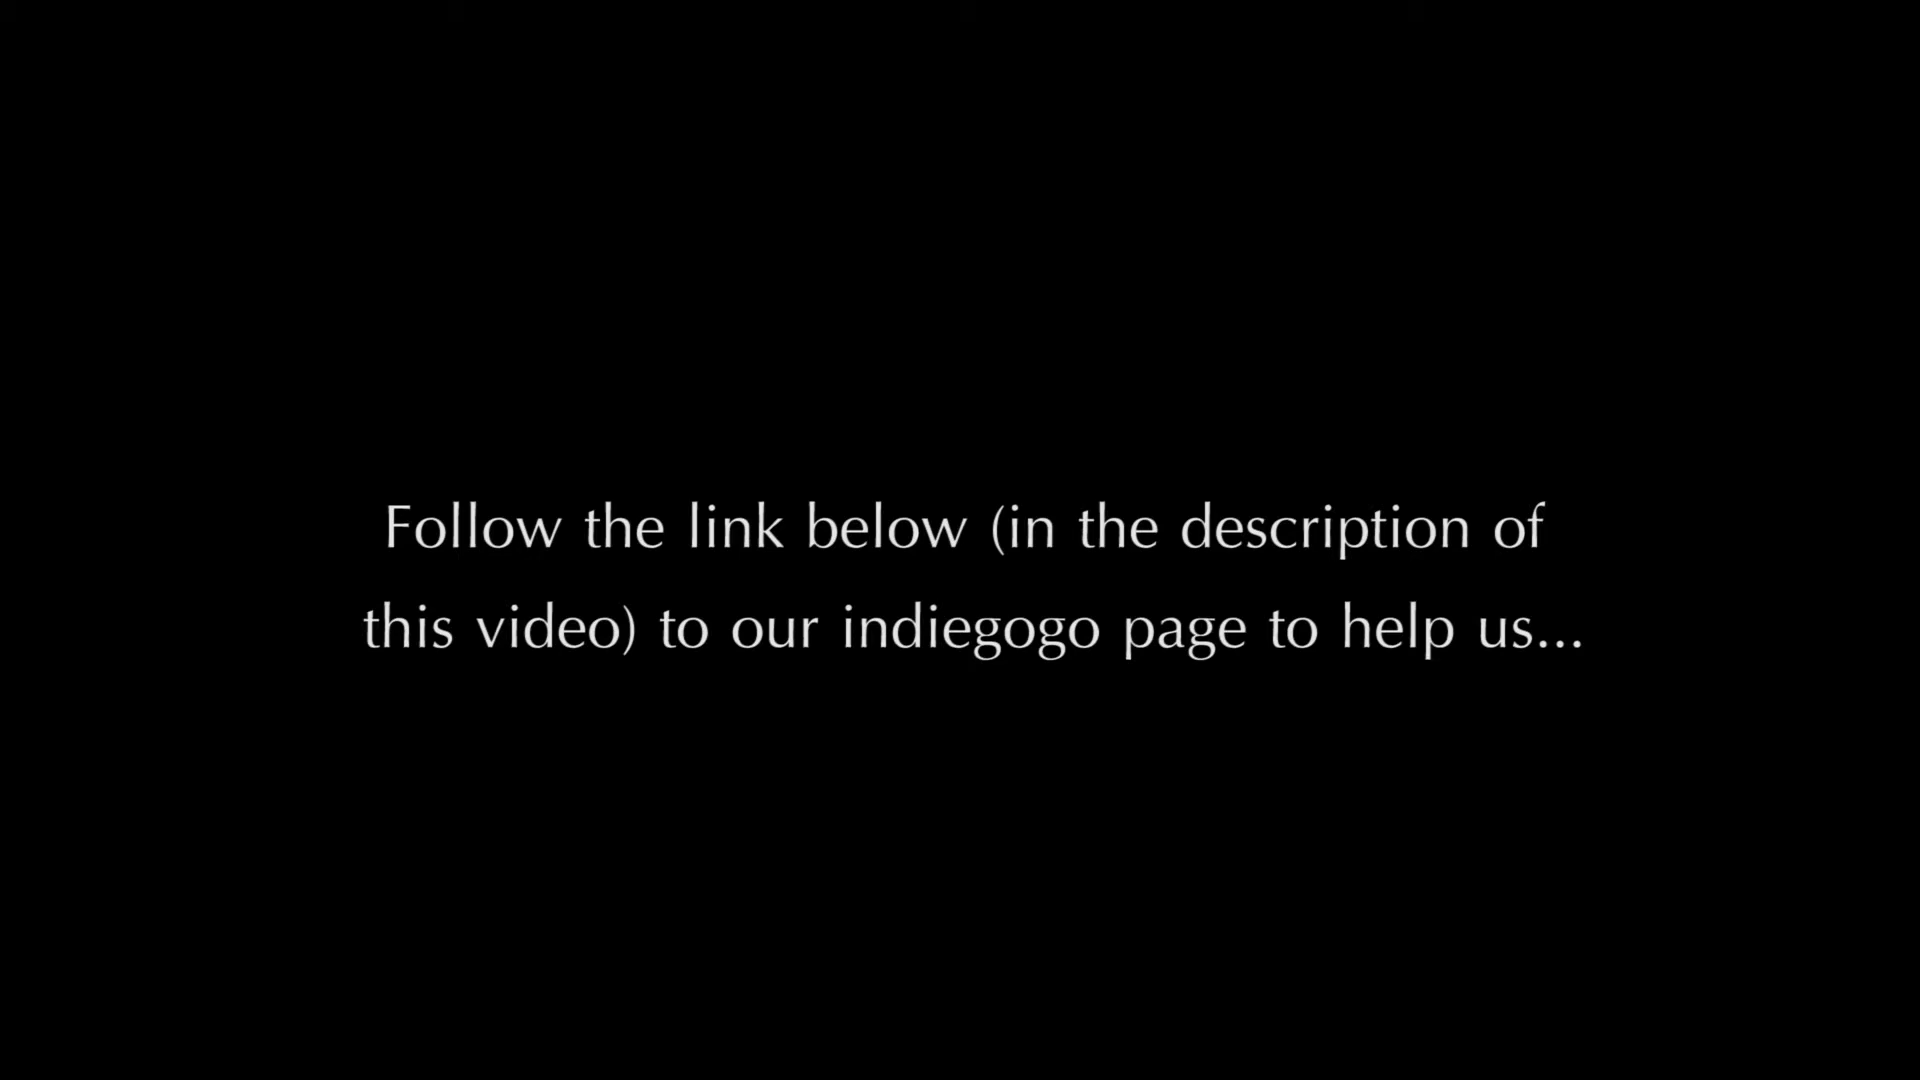 Follow the link below (in the description of
this video) to our indiegogo page to help us...